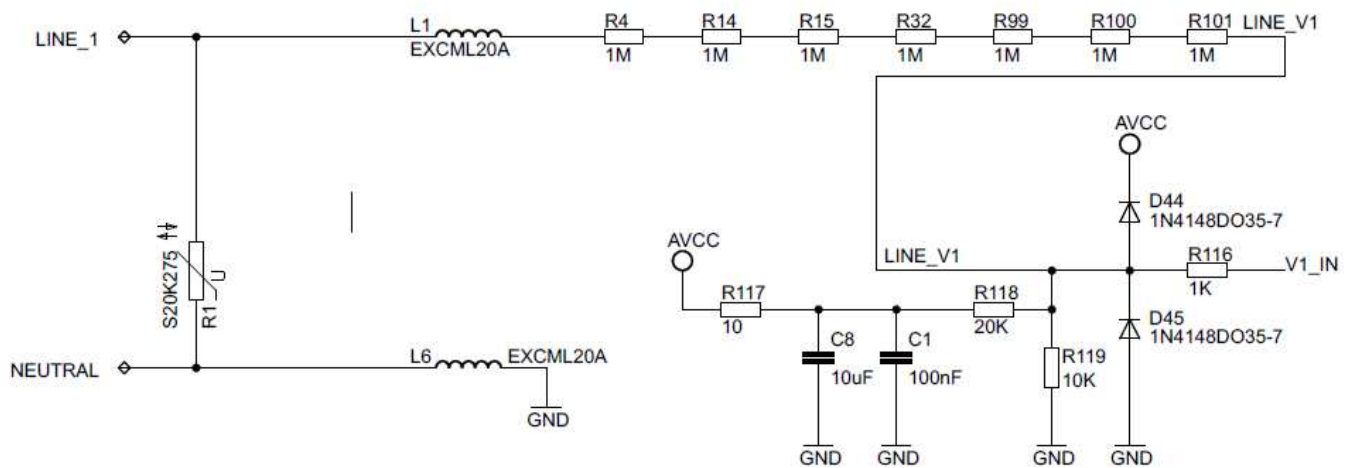 LINE_1
L1
EXCML20A
R4
1M
R14
1M
R15
1M
R32
1M
R99
1M
R100
1M
R101
1M
LINE_V1
AVCC
D44
1N4148DO35-7
AVCC
LINE_V1
R116
1K
V1_IN
S20K275
R1
U
R117
10
R118
20K
D45
1N4148DO35-7
C8
10uF
C1
100nF
R119
10K
NEUTRAL
L6
EXCML20A
GND
GND
GND
GND
GND